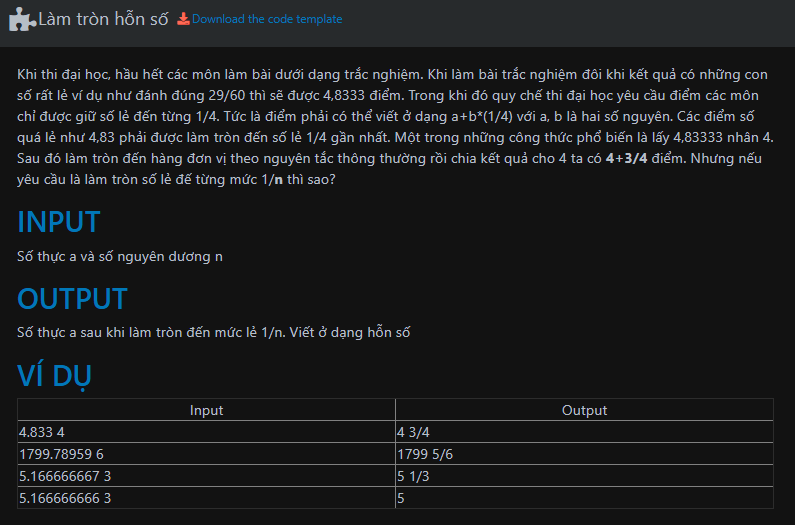 Làm tròn hỗn số Download the code template
Khi thi đại học, hầu hết các môn làm bài dưới dạng trắc nghiệm. Khi làm bài trắc nghiệm đôi khi kết quả có những con
số rất lẻ ví dụ như đánh đúng 29/60 thì sẽ được 4,8333 điểm. Trong khi đó quy chế thi đại học yêu cầu điểm các môn
chỉ được giữ số lẻ đến từng 1/4. Tức là điểm phải có thể viết ở dạng a+b*(1/4) với a, b là hai số nguyên. Các điểm số
quá lẻ như 4,83 phải được làm tròn đến số lẻ 1/4 gần nhất. Một trong những công thức phổ biến là lấy 4,83333 nhân 4.
Sau đó làm tròn đến hàng đơn vị theo nguyên tắc thông thường rồi chia kết quả cho 4 ta có 4+3/4 điểm. Nhưng nếu
yêu cầu là làm tròn số lẻ đế từng mức 1/n thì sao?
INPUT
Số thực a và số nguyên dương n
OUTPUT
Số thực a sau khi làm tròn đến mức lẻ 1/n. Viết ở dạng hỗn số
VÍ DỤ
Input Output
4.833 4 4 3/4
1799.78959 6 1799 5/6
5.166666667 3 5 1/3
5.166666666 3 5